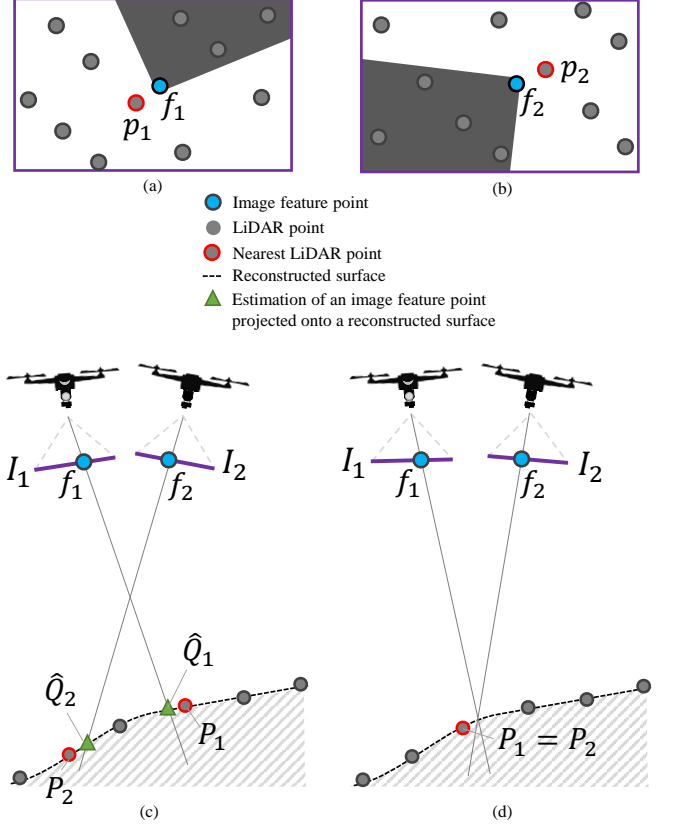 f₁
p₁
(a)
p₂
f₂
(b)
Image feature point
LiDAR point
Nearest LiDAR point
Reconstructed surface
Estimation of an image feature point
projected onto a reconstructed surface
I₁
f₁
f₂
I₂
Q̂₁
Q̂₂
P₁
P₂
(c)
I₁
f₁
f₂
I₂
P₁ = P₂
(d)